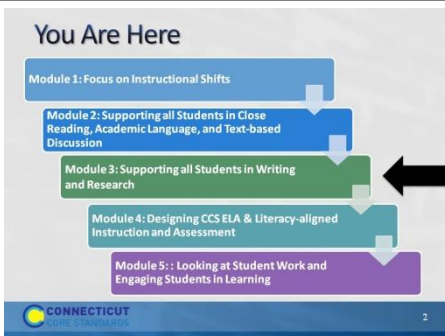 You Are Here
Module 1: Focus on Instructional Shifts
Module 2: Supporting all Students in Close
Reading, Academic Language, and Text-based
Discussion
Module 3: Supporting all Students in Writing
and Research
Module 4: Designing CCS ELA & Literacy-aligned
Instruction and Assessment
Module 5: : Looking at Student Work and
Engaging Students in Learning
CONNECTICUT
CORE STANDARDS
2